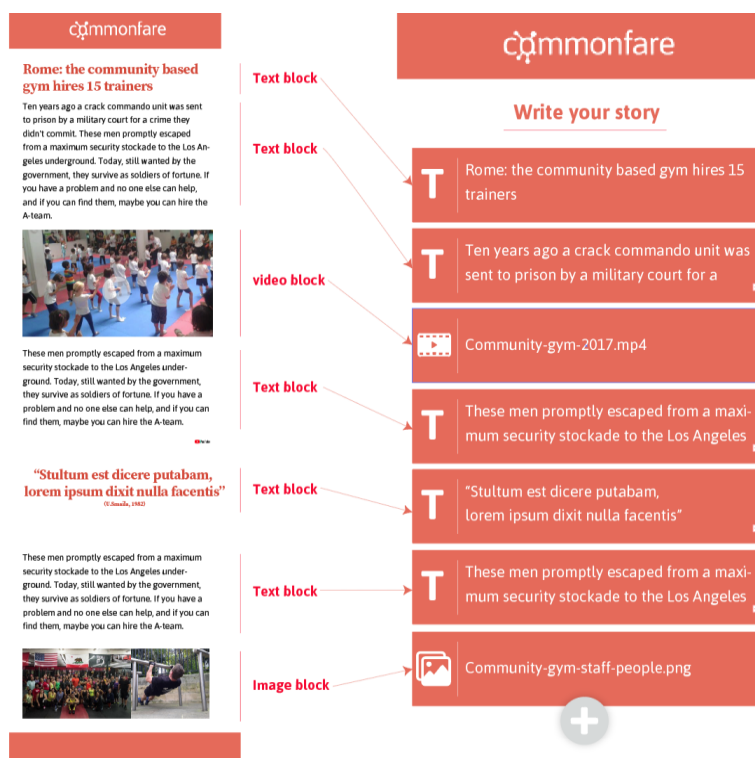 commonfare
Rome: the community based
gym hires 15 trainers
Ten years ago a crack commando unit was sent
to prison by a military court for a crime they
didn't commit. These men promptly escaped
from a maximum security stockade to the Los An-
geles underground. Today, still wanted by the
government, they survive as soldiers of fortune. If
you have a problem and no one else can help,
and if you can find them, maybe you can hire the
A-team.
These men promptly escaped from a maximum
security stockade to the Los Angeles under-
ground. Today, still wanted by the government,
they survive as soldiers of fortune. If you have a
problem and no one else can help, and if you can
find them, maybe you can hire the A-team.
YouTube
“Stultum est dicere putabam,
lorem ipsum dixit nulla facentis”
(U.Smaila, 1982)
These men promptly escaped from a maximum
security stockade to the Los Angeles under-
ground. Today, still wanted by the government,
they survive as soldiers of fortune. If you have a
problem and no one else can help, and if you can
find them, maybe you can hire the A-team.
Text block
Text block
video block
Text block
Text block
Text block
Image block
commonfare
Write your story
T
Rome: the community based gym hires 15
trainers
T
Ten years ago a crack commando unit was
sent to prison by a military court for a
Community-gym-2017.mp4
T
These men promptly escaped from a maxi-
mum security stockade to the Los Angeles
T
“Stultum est dicere putabam,
lorem ipsum dixit nulla facentis”
T
These men promptly escaped from a maxi-
mum security stockade to the Los Angeles
Community-gym-staff-people.png